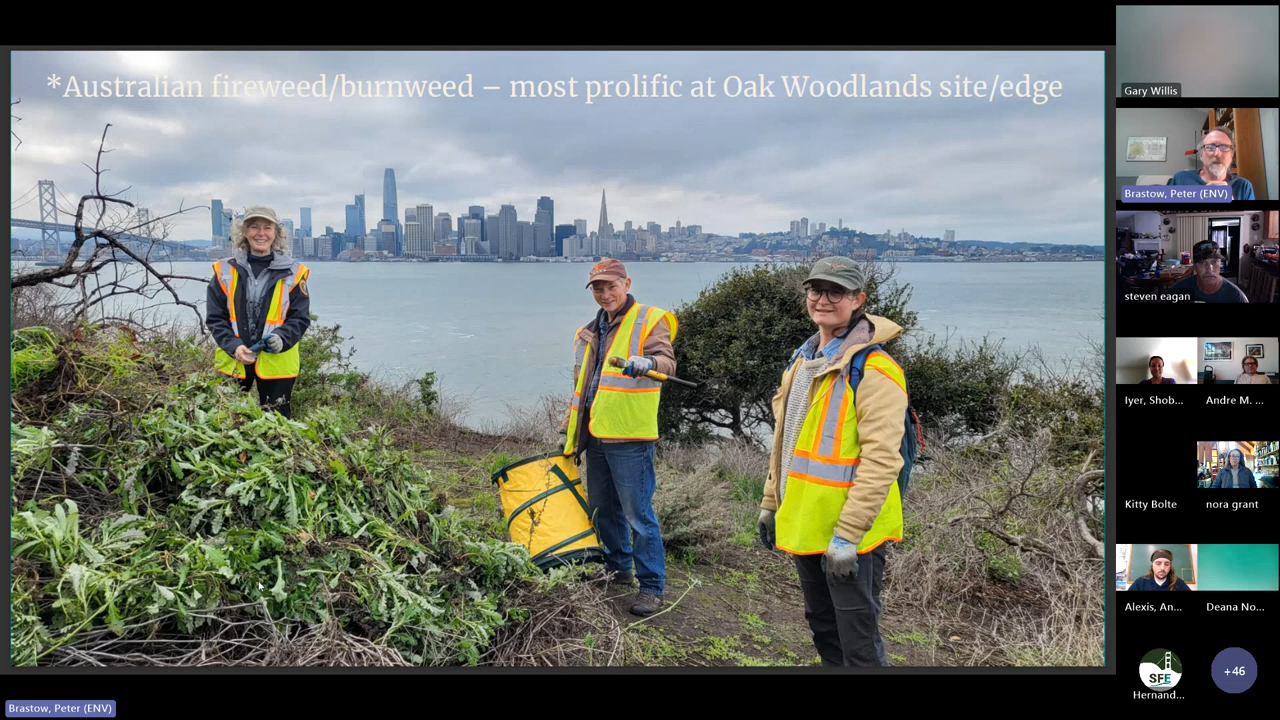 *Australian fireweed/burnweed – most prolific at Oak Woodlands site/edge
Gary Willis
Brastow, Peter (ENV)
steven eagan
Iyer, Shob...
Andre M. ...
Kitty Bolte
nora grant
Alexis, An...
Deana No...
SFE
Hernand...
+46
Brastow, Peter (ENV)